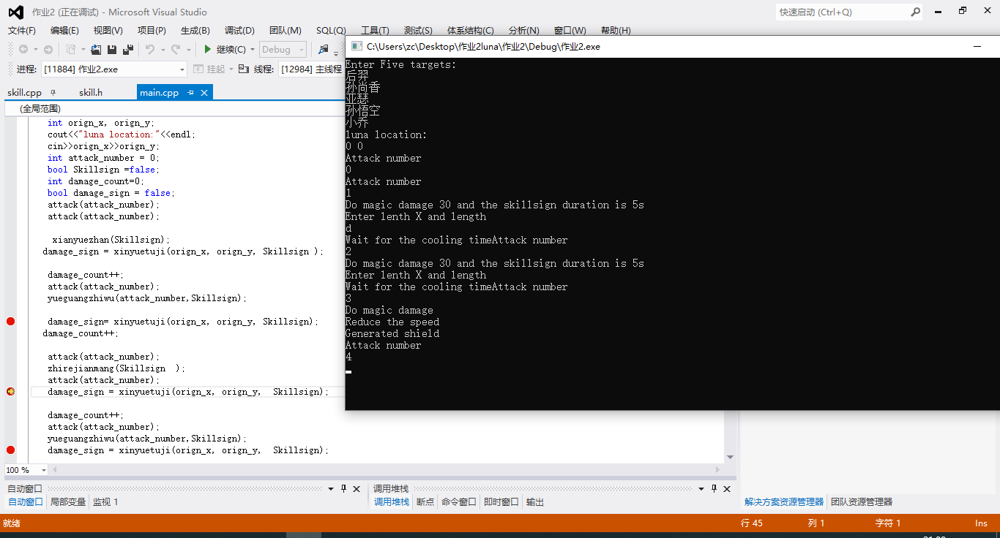 作业2 (正在调试) - Microsoft Visual Studio
快速启动 (Ctrl+Q)
文件(F) 编辑(E) 视图(V) 项目(P) 生成(B) 调试(D) 团队(M) SQL(Q) 工具(T) 测试(S) 体系结构(C) 分析(N) 窗口(W) 帮助(H)
继续(C) Debug
进程: [11884] 作业2.exe 挂起 线程: [12984] 主线程
skill.cpp skill.h main.cpp
(全局范围)
int orign_x, orign_y;
cout<<"luna location:"<<endl;
cin>>orign_x>>orign_y;
int attack_number = 0;
bool Skillsign =false;
int damage_count=0;
bool damage_sign = false;
attack(attack_number);
attack(attack_number);
xianyuezhan(Skillsign);
damage_sign = xinyuetuji(orign_x, orign_y, Skillsign );
damage_count++;
attack(attack_number);
yueguangzhiwu(attack_number,Skillsign);
damage_sign= xinyuetuji(orign_x, orign_y, Skillsign);
damage_count++;
attack(attack_number);
zhirejianmang(Skillsign  );
attack(attack_number);
damage_sign = xinyuetuji(orign_x, orign_y,  Skillsign);
damage_count++;
attack(attack_number);
yueguangzhiwu(attack_number,Skillsign);
damage_sign = xinyuetuji(orign_x, orign_y,  Skillsign);
C:\Users\zc\Desktop\作业2luna\作业2\Debug\作业2.exe
Enter Five targets:
后羿
孙尚香
亚瑟
孙悟空
小乔
luna location:
0 0
Attack number
0
Attack number
1
Do magic damage 30 and the skillsign duration is 5s
Enter lenth X and length
d
Wait for the cooling timeAttack number
2
Do magic damage 30 and the skillsign duration is 5s
Enter lenth X and length
Wait for the cooling timeAttack number
3
Do magic damage
Reduce the speed
Generated shield
Attack number
4
100 %
自动窗口
自动窗口 局部变量 监视 1
调用堆栈
调用堆栈 断点 命令窗口 即时窗口 输出
解决方案资源管理器 团队资源管理器
就绪 行 45 列 1 字符 1 Ins